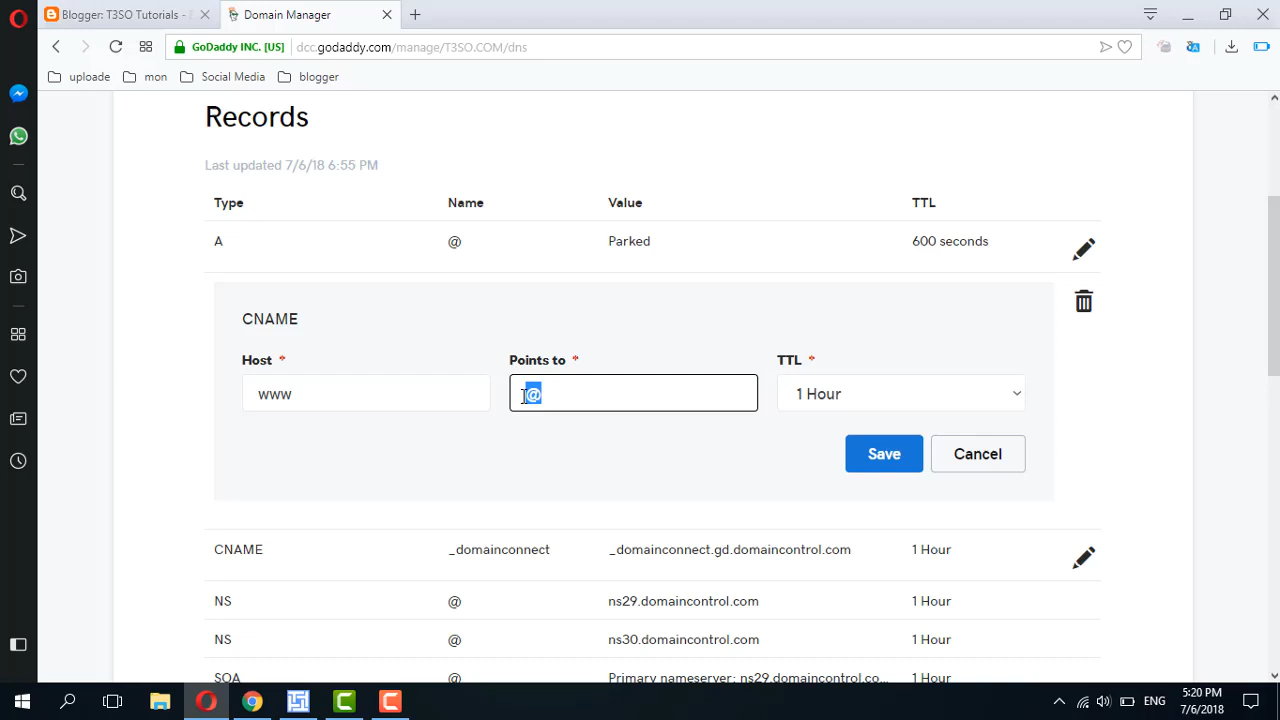 Blogger: T3SO Tutorials - E
Domain Manager
GoDaddy INC. [US]
dcc.godaddy.com/manage/T3SO.COM/dns
uploade
mon
Social Media
blogger
Records
Last updated 7/6/18 6:55 PM
Type Name Value TTL
A @ Parked 600 seconds
CNAME
Host * Points to * TTL *
www @ 1 Hour
Save Cancel
CNAME _domainconnect _domainconnect.gd.domaincontrol.com 1 Hour
NS @ ns29.domaincontrol.com 1 Hour
NS @ ns30.domaincontrol.com 1 Hour
SOA @ Primary nameserver: ns29.domaincontrol.co... 1 Hour
ENG
5:20 PM
7/6/2018